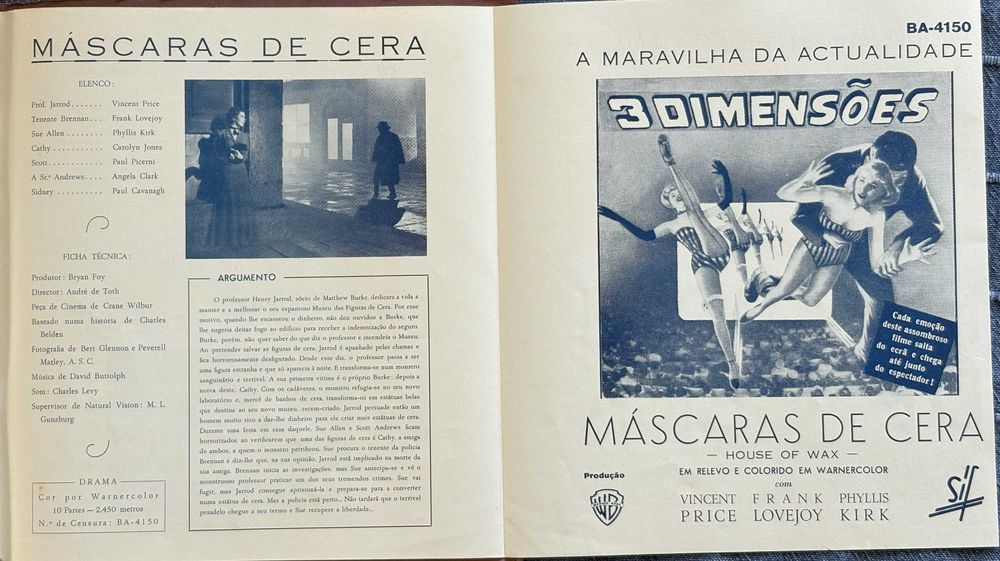 MÁSCARAS DE CERA
ELENCO:
Prof. Jarrod....... Vincent Price
Tenente Brennan... Frank Lovejoy
Sue Allen ........ Phyllis Kirk
Cathy ............ Carolyn Jones
Scott............. Paul Picerni
A Sr.ª Andrews.... Angela Clark
Sidney ........... Paul Cavanagh
FICHA TÉCNICA:
Produtor: Bryan Foy
Director: André de Toth
Peça de Cinema de Crane Wilbur
Baseado numa história de Charles
Belden
Fotografia de Bert Glennon e Peverell
Marley, A. S. C.
Música de David Buttolph
Som: Charles Levy
Supervisor de Natural Vision: M. L.
Gunzburg
DRAMA
Cor por Warnercolor
10 Partes — 2.450 metros
N.º de Censura: BA-4150
ARGUMENTO
O professor Henry Jarrod, sócio de Matthew Burke, dedicara a vida a
manter e a melhorar o seu espantoso Museu das Figuras de Cera. Por esse
motivo, quando lhe escasseou o dinheiro, não deu ouvidos a Burke, que
lhe sugeria deitar fogo ao edifício para receber a indemnização do seguro.
Burke, porém, não quer saber do que diz o professor e incendeia o Museu.
Ao pretender salvar as figuras de cera, Jarrod é apanhado pelas chamas e
fica horrorosamente desfigurado. Desde esse dia, o professor passa a ser
uma figura estranha e que só aparecia à noite. E transforma-se num monstro
sanguinário e terrível. A sua primeira vítima é o próprio Burke; depois a
noiva deste, Cathy. Com os cadáveres, o monstro refugia-se no seu novo
laboratório e, mercê de banhos de cera, transforma-os em estátuas belas
que destina ao seu novo museu, recem-criado. Jarrod persuade então um
homem muito rico a dar-lhe dinheiro para ele criar mais estátuas de cera.
Durante uma festa em casa daquele, Sue Allen e Scott Andrews ficam
horrorizados ao verificarem que uma das figuras de cera é Cathy, a amiga
de ambos, a quem o monstro petrificou. Sue procura o tenente da polícia
Brennan e diz-lhe que, na sua opinião, Jarrod está implicado na morte da
sua amiga. Brennan inicia as investigações, mas Sue antecipa-se e vê o
monstruoso professor praticar um dos seus tremendos crimes. Sue vai
fugir, mas Jarrod consegue aprisioná-la e prepara-se para a converter
numa estátua de cera. Mas a polícia está perto... Não tardará que o terrível
pesadelo chegue a seu termo e Sue recupere a liberdade...
BA-4150
A MARAVILHA DA ACTUALIDADE
3 DIMENSÕES
Cada emoção
deste assombroso
filme salta
do ecrã e chega
até junto
do espectador!
MÁSCARAS DE CERA
— HOUSE OF WAX —
EM RELEVO E COLORIDO EM WARNERCOLOR
Produção
com
WB
VINCENT FRANK PHYLLIS
PRICE LOVEJOY KIRK
Sif